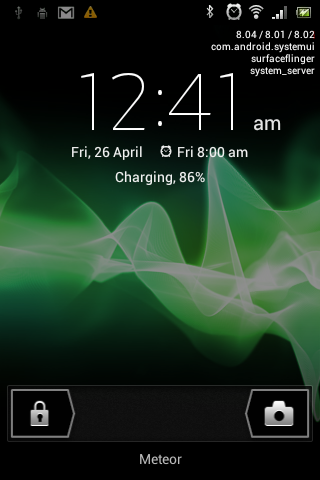 8.04 / 8.01 / 8.02
com.android.systemui
surfaceflinger
system_server
12:41 am
Fri, 26 April Fri 8:00 am
Charging, 86%
Meteor